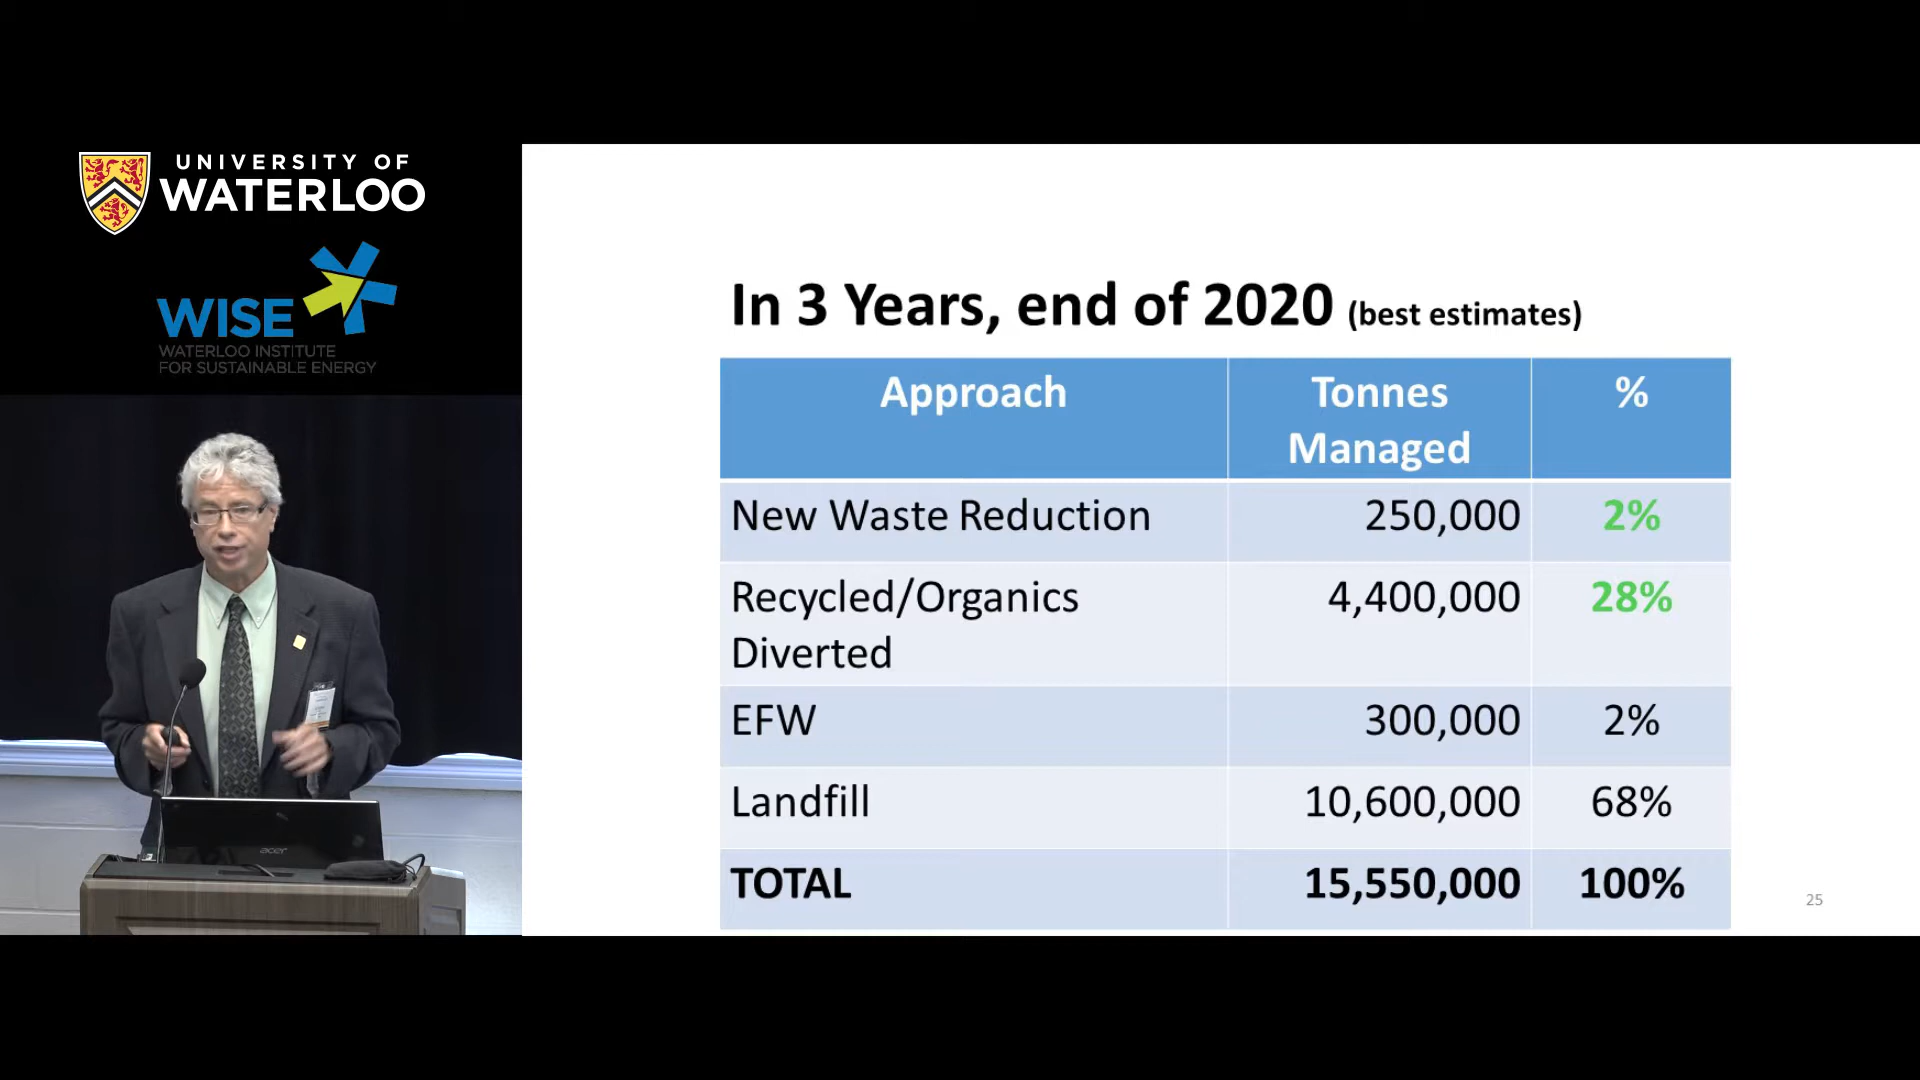 UNIVERSITY OF
WATERLOO
WISE
WATERLOO INSTITUTE
FOR SUSTAINABLE ENERGY
acer
In 3 Years, end of 2020 (best estimates)
Approach Tonnes Managed %
New Waste Reduction 250,000 2%
Recycled/Organics Diverted 4,400,000 28%
EFW 300,000 2%
Landfill 10,600,000 68%
TOTAL 15,550,000 100%
25